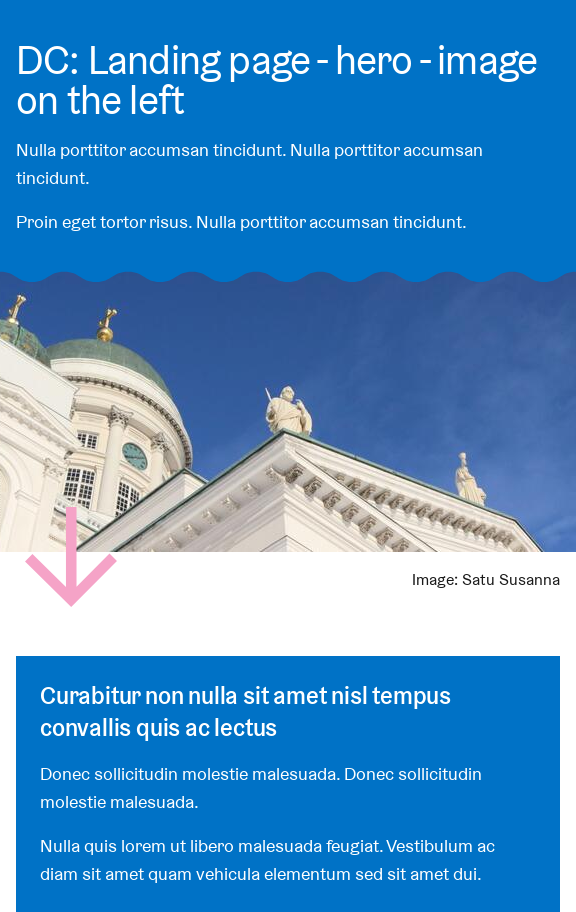 DC: Landing page - hero - image
on the left
Nulla porttitor accumsan tincidunt. Nulla porttitor accumsan
tincidunt.
Proin eget tortor risus. Nulla porttitor accumsan tincidunt.
Image: Satu Susanna
Curabitur non nulla sit amet nisl tempus
convallis quis ac lectus
Donec sollicitudin molestie malesuada. Donec sollicitudin
molestie malesuada.
Nulla quis lorem ut libero malesuada feugiat. Vestibulum ac
diam sit amet quam vehicula elementum sed sit amet dui.